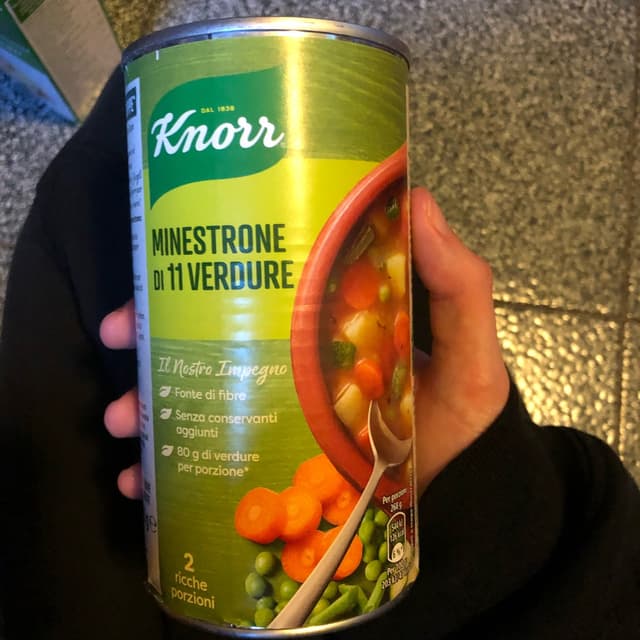 DAL 1838
Knorr
MINESTRONE
DI 11 VERDURE
Il Nostro Impegno
Fonte di fibre
Senza conservanti
aggiunti
80 g di verdure
per porzione*
2
ricche
porzioni
Per porzione
268 g